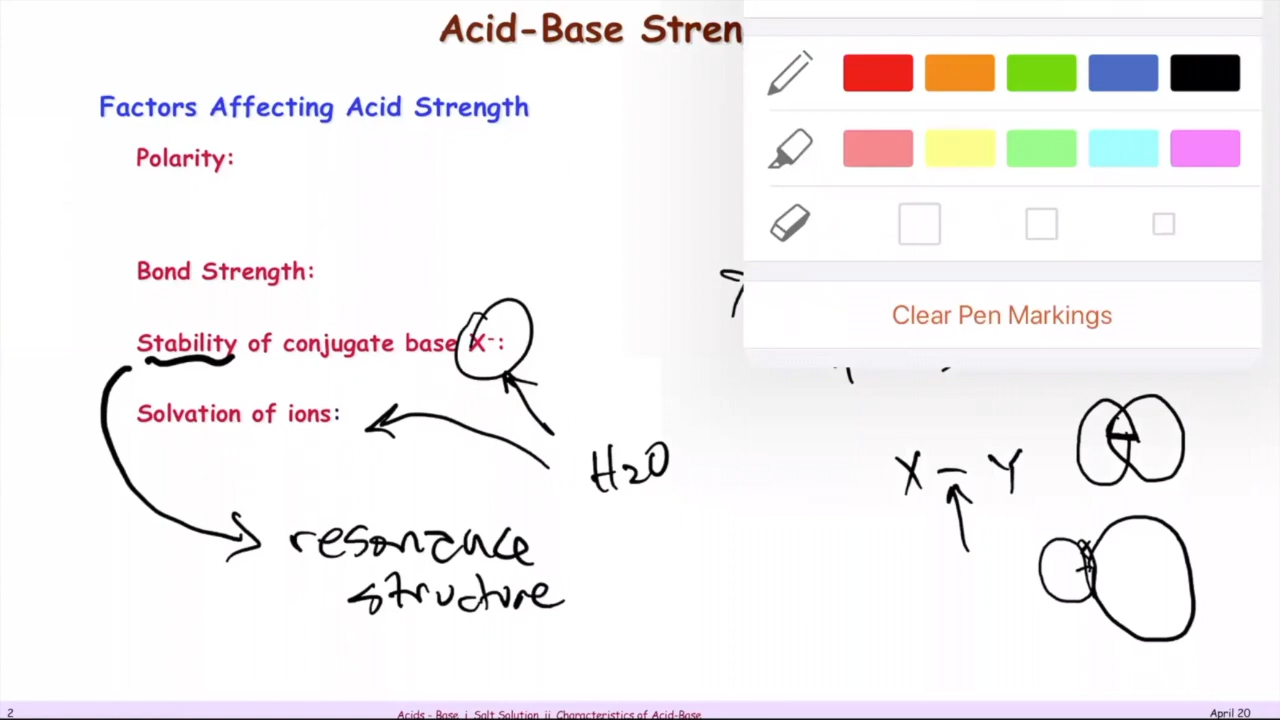 Acid-Base Stren
Factors Affecting Acid Strength
Polarity:
Bond Strength:
Clear Pen Markings
Stability of conjugate base X⁻:
Solvation of ions:
H2O
X – Y
resonance
structure
2
Acids - Base i Salt Solution ii Characteristics of Acid-Base
April 20